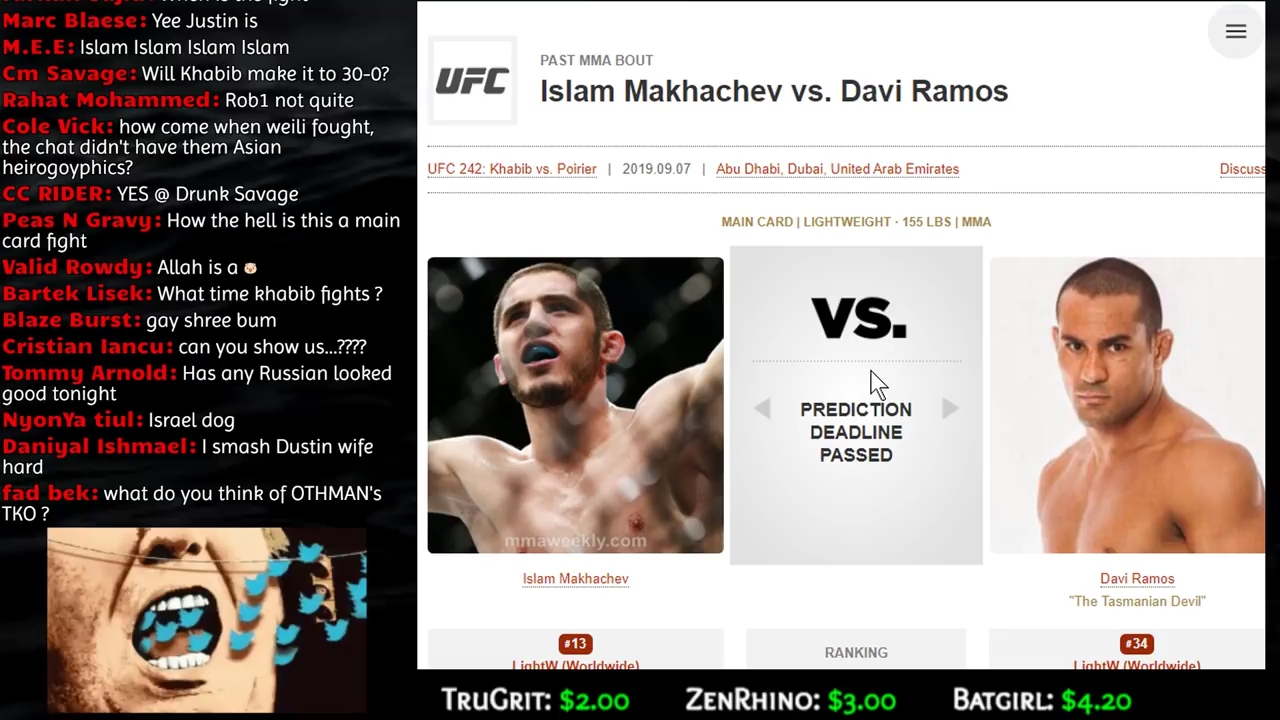 Marc Blaese: Yee Justin is
M.E.E: Islam Islam Islam Islam
Cm Savage: Will Khabib make it to 30-0?
Rahat Mohammed: Rob1 not quite
Cole Vick: how come when weili fought,
the chat didn't have them Asian
heirogoyphics?
CC RIDER: YES @ Drunk Savage
Peas N Gravy: How the hell is this a main
card fight
Valid Rowdy: Allah is a
Bartek Lisek: What time khabib fights ?
Blaze Burst: gay shree bum
Cristian Iancu: can you show us...????
Tommy Arnold: Has any Russian looked
good tonight
NyonYa tiul: Israel dog
Daniyal Ishmael: I smash Dustin wife
hard
fad bek: what do you think of OTHMAN's
TKO ?
UFC
PAST MMA BOUT
Islam Makhachev vs. Davi Ramos
UFC 242: Khabib vs. Poirier | 2019.09.07 | Abu Dhabi, Dubai, United Arab Emirates
Discuss
MAIN CARD | LIGHTWEIGHT · 155 LBS | MMA
VS.
PREDICTION
DEADLINE
PASSED
mmaweekly.com
Islam Makhachev
Davi Ramos
"The Tasmanian Devil"
#13
LightW (Worldwide)
RANKING
#34
LightW (Worldwide)
TruGrit: $2.00 ZenRhino: $3.00 Batgirl: $4.20